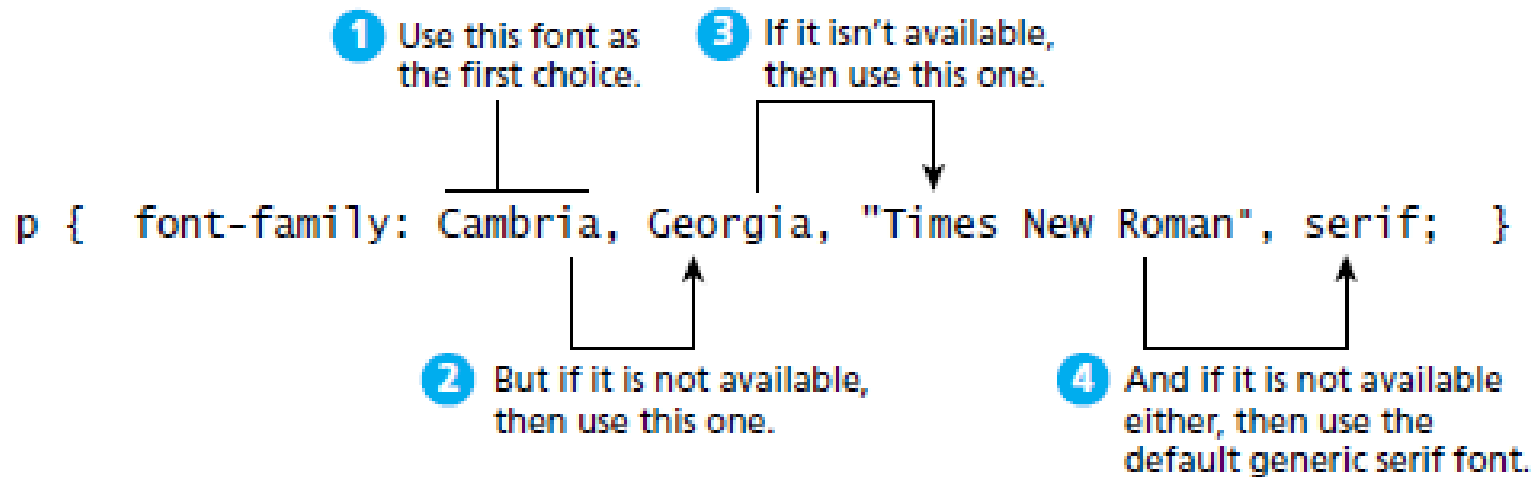 1 Use this font as
the first choice.
3 If it isn't available,
then use this one.
p { font-family: Cambria, Georgia, "Times New Roman", serif; }
2 But if it is not available,
then use this one.
4 And if it is not available
either, then use the
default generic serif font.